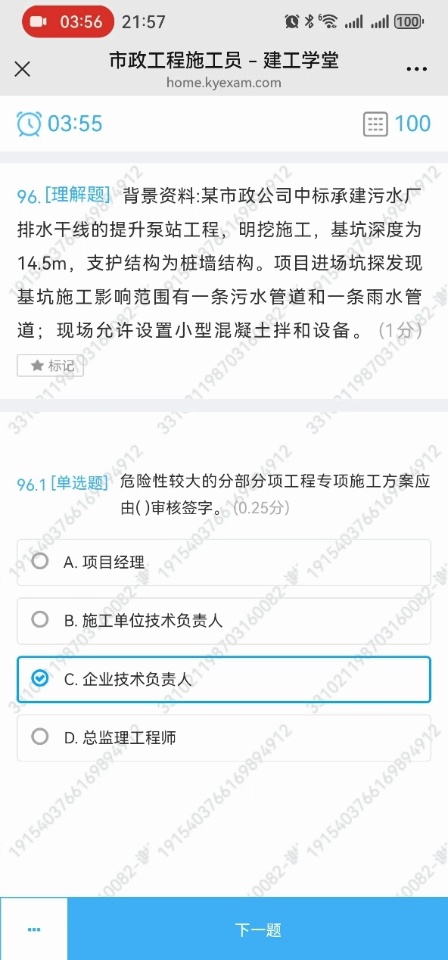 03:56 21:57 100
市政工程施工员 – 建工学堂
home.kyexam.com
03:55 100
96. [理解题] 背景资料:某市政公司中标承建污水厂
排水干线的提升泵站工程，明挖施工，基坑深度为
14.5m，支护结构为桩墙结构。项目进场坑探发现
基坑施工影响范围有一条污水管道和一条雨水管
道；现场允许设置小型混凝土拌和设备。 (1分)
标记
96.1 [单选题] 危险性较大的分部分项工程专项施工方案应
由( )审核签字。 (0.25分)
A. 项目经理
B. 施工单位技术负责人
C. 企业技术负责人
D. 总监理工程师
下一题